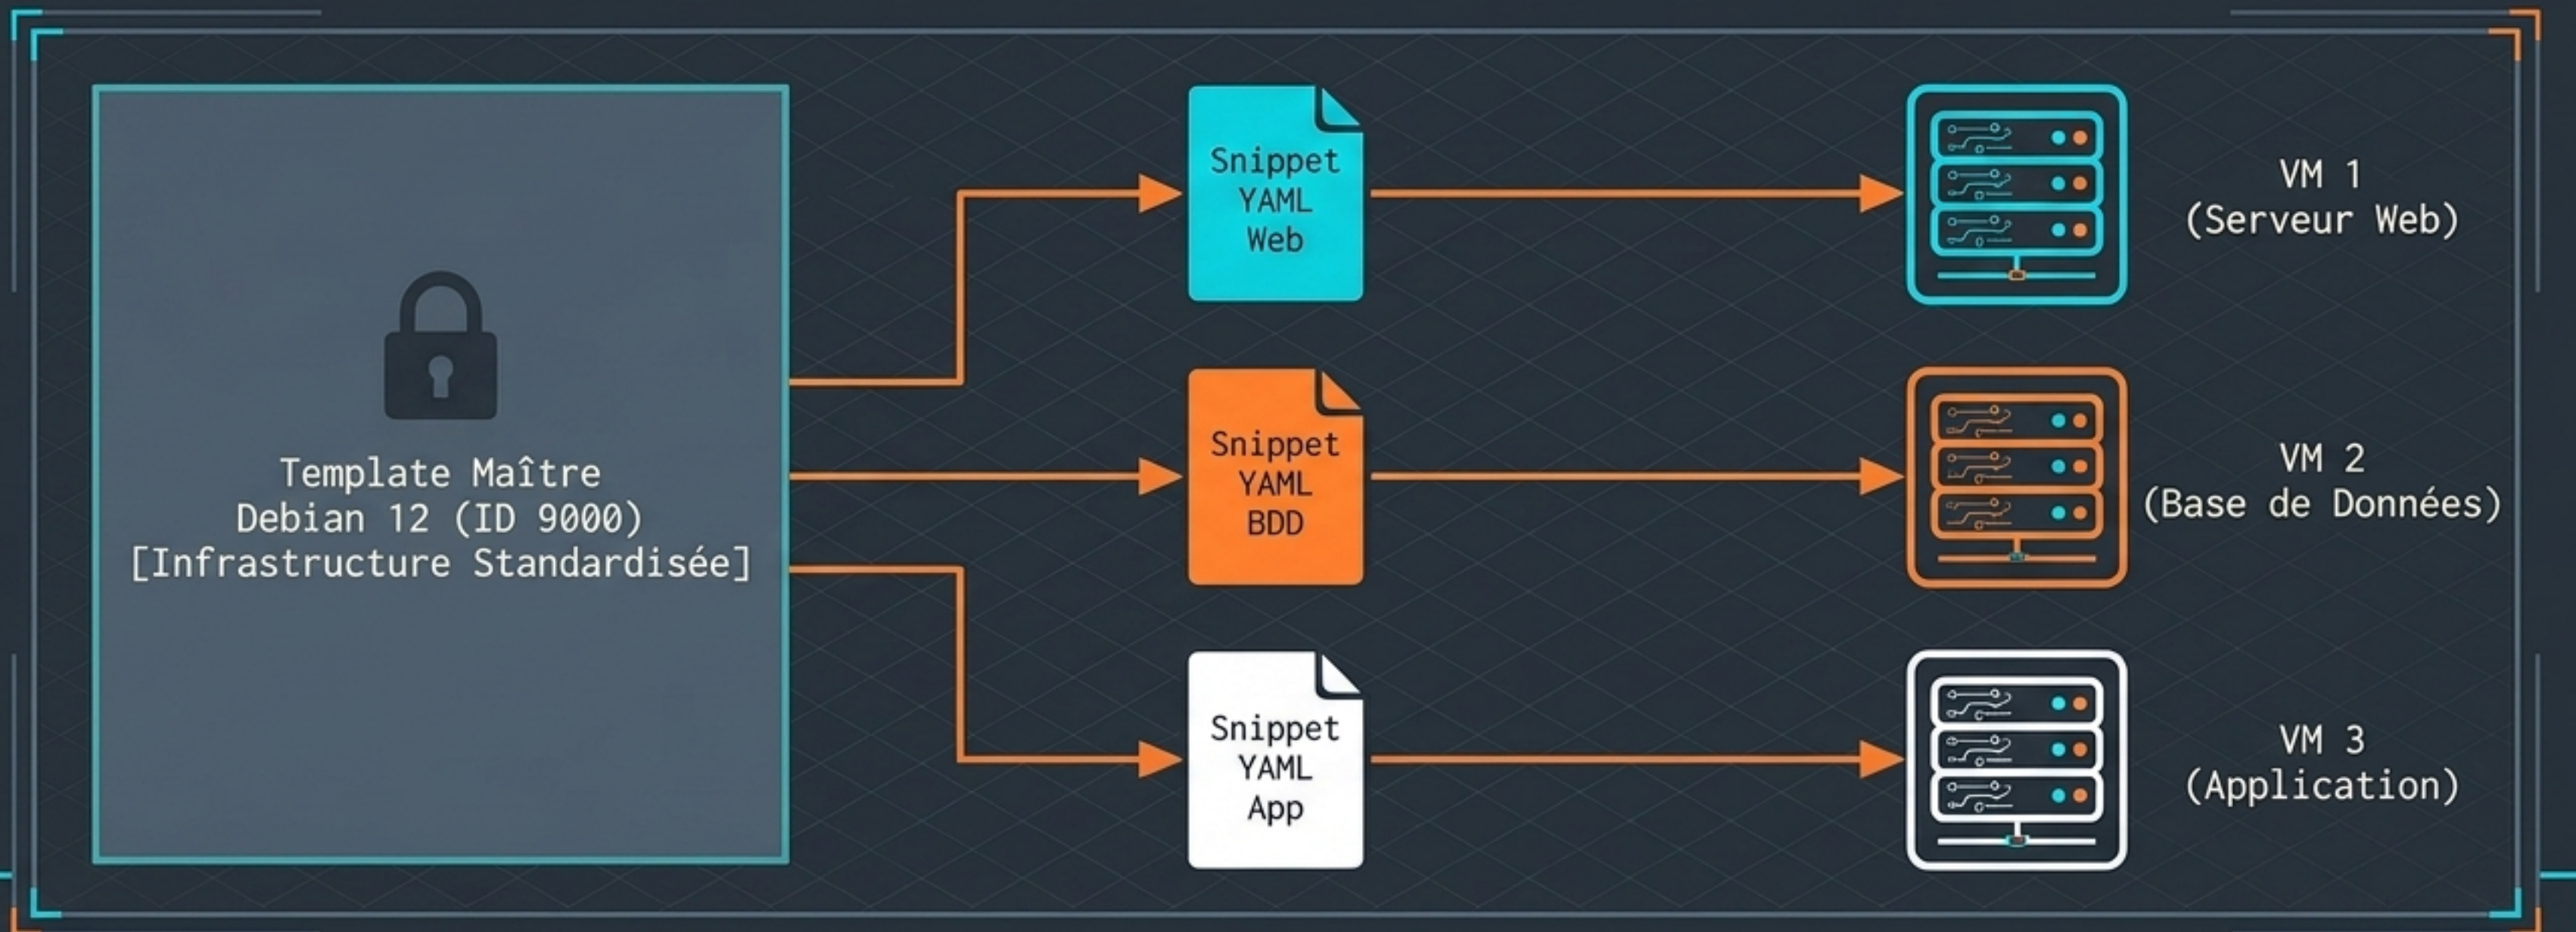 Template Maître
Debian 12 (ID 9000)
[Infrastructure Standardisée]
Snippet
YAML
Web
VM 1
(Serveur Web)
Snippet
YAML
BDD
VM 2
(Base de Données)
Snippet
YAML
App
VM 3
(Application)